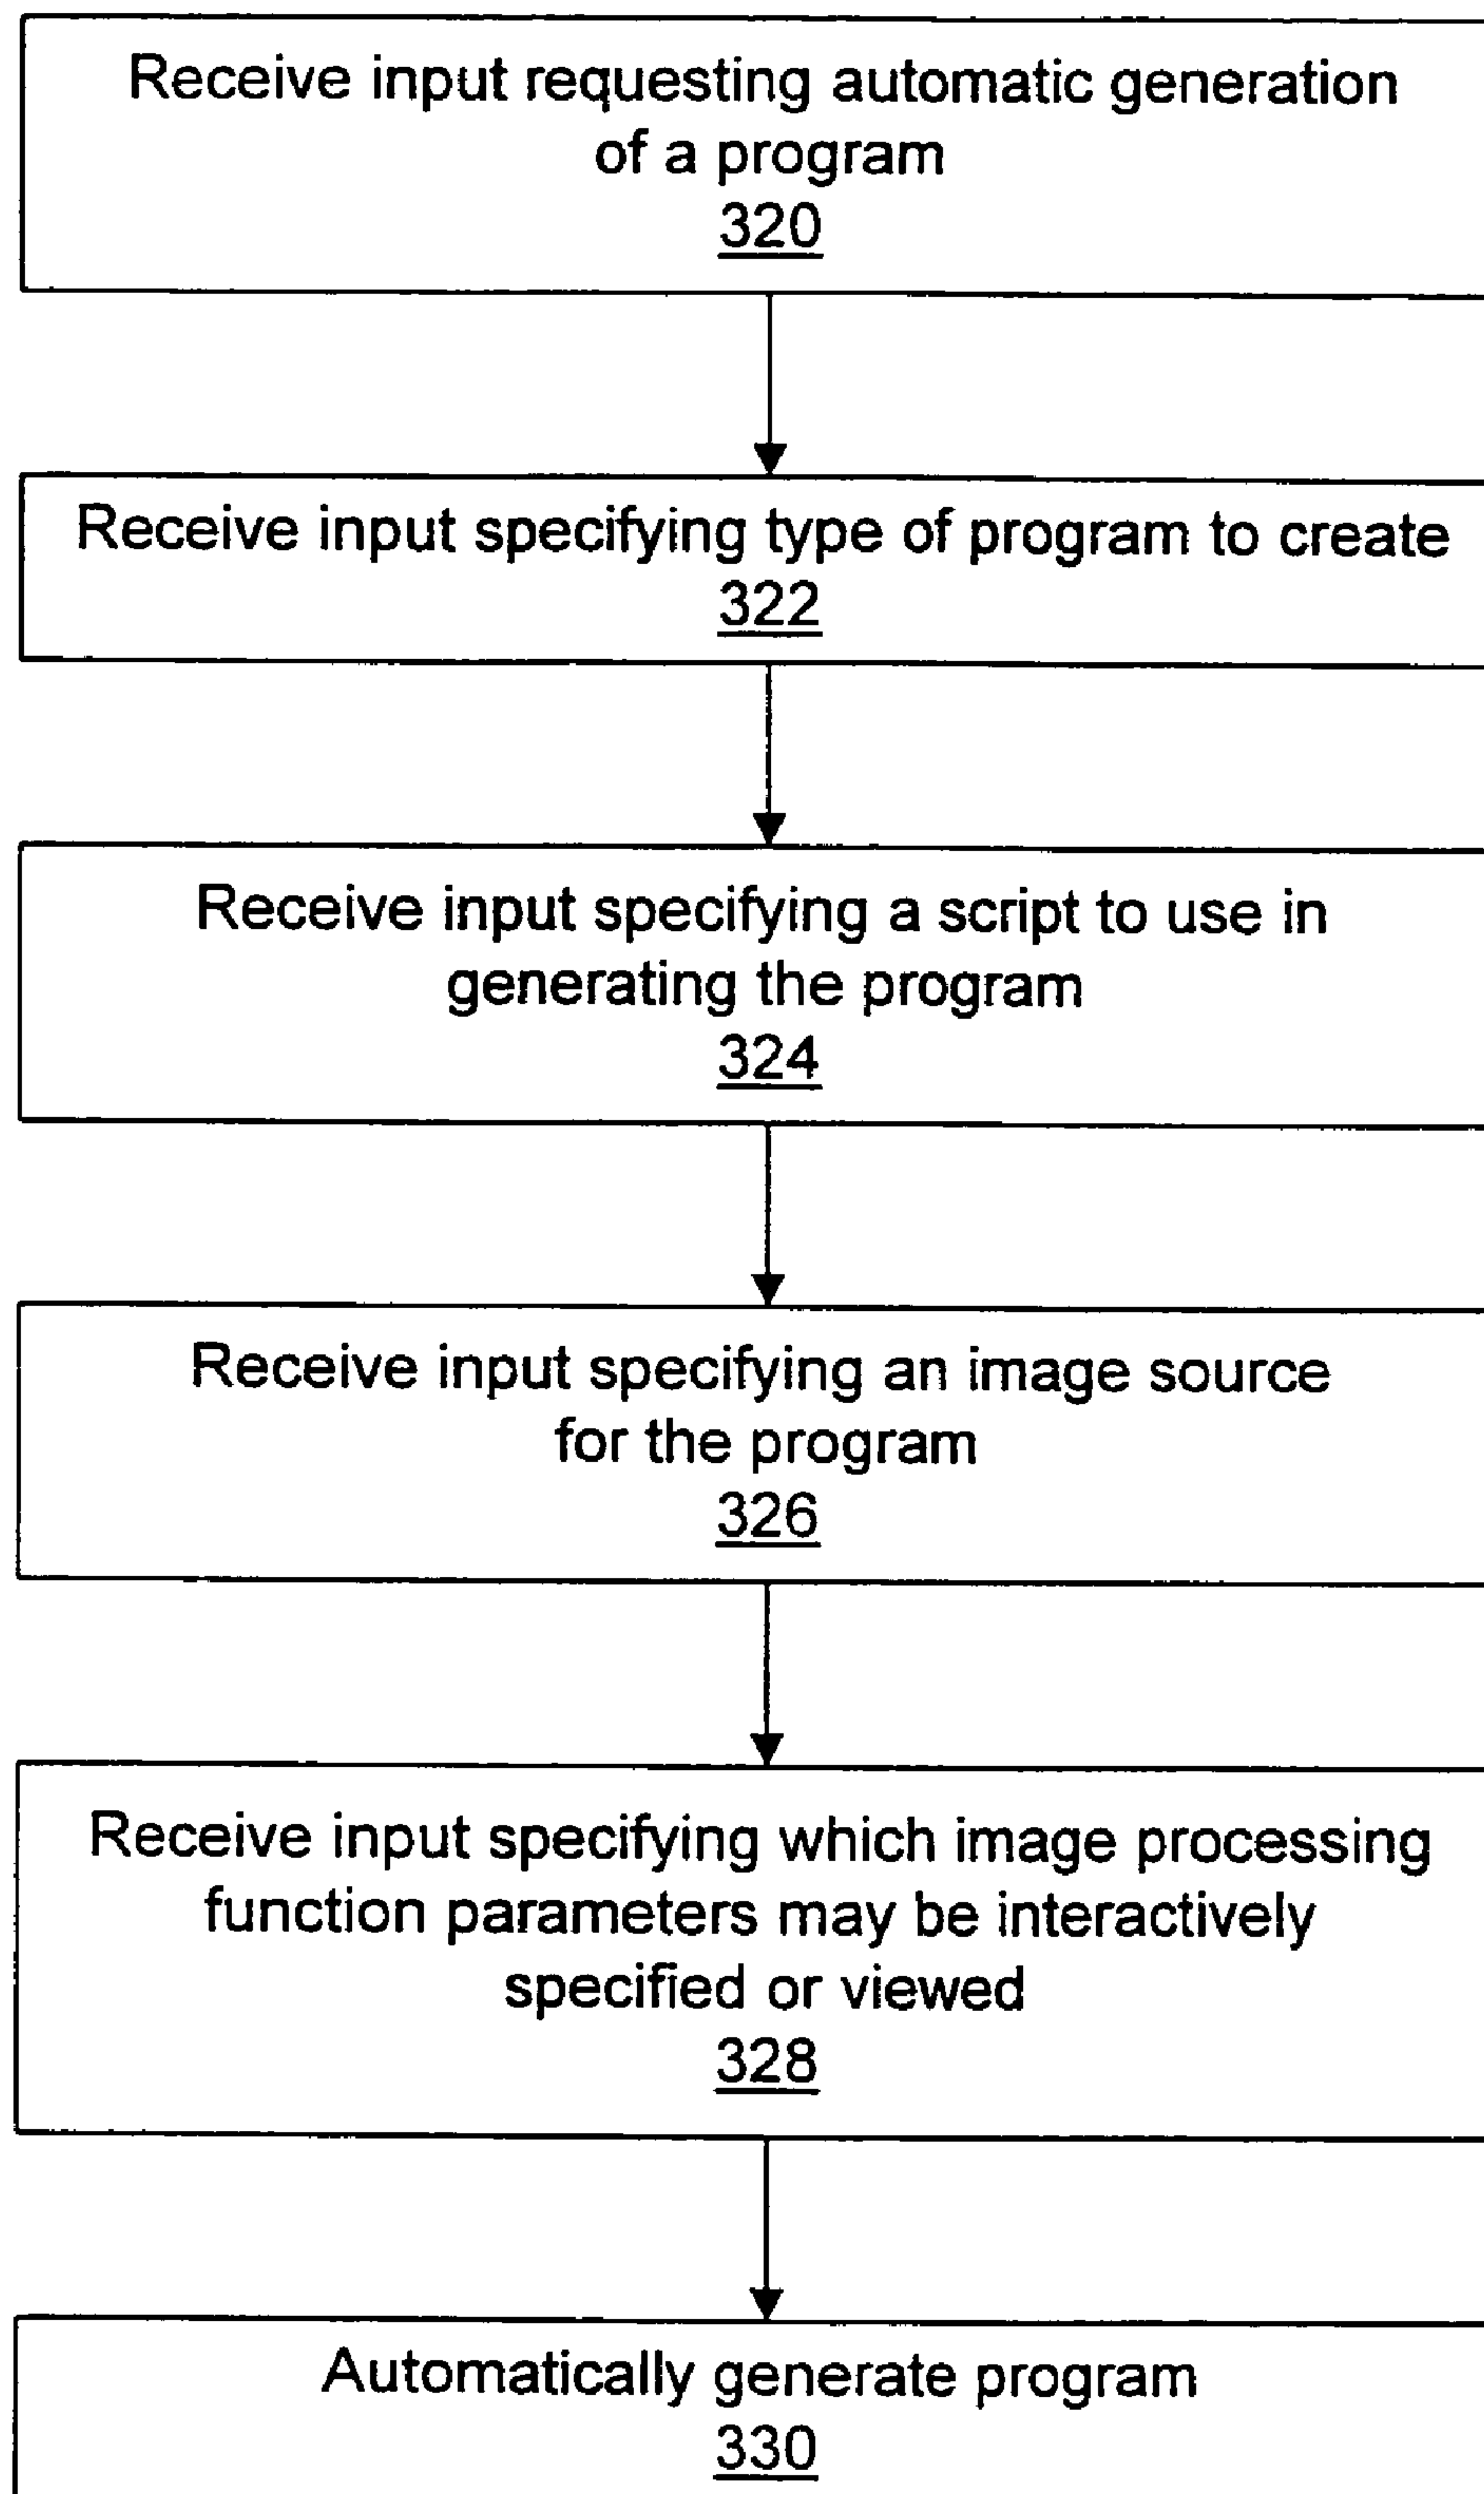 Receive input requesting automatic generation
of a program
320
Receive input specifying type of program to create
322
Receive input specifying a script to use in
generating the program
324
Receive input specifying an image source
for the program
326
Receive input specifying which image processing
function parameters may be interactively
specified or viewed
328
Automatically generate program
330